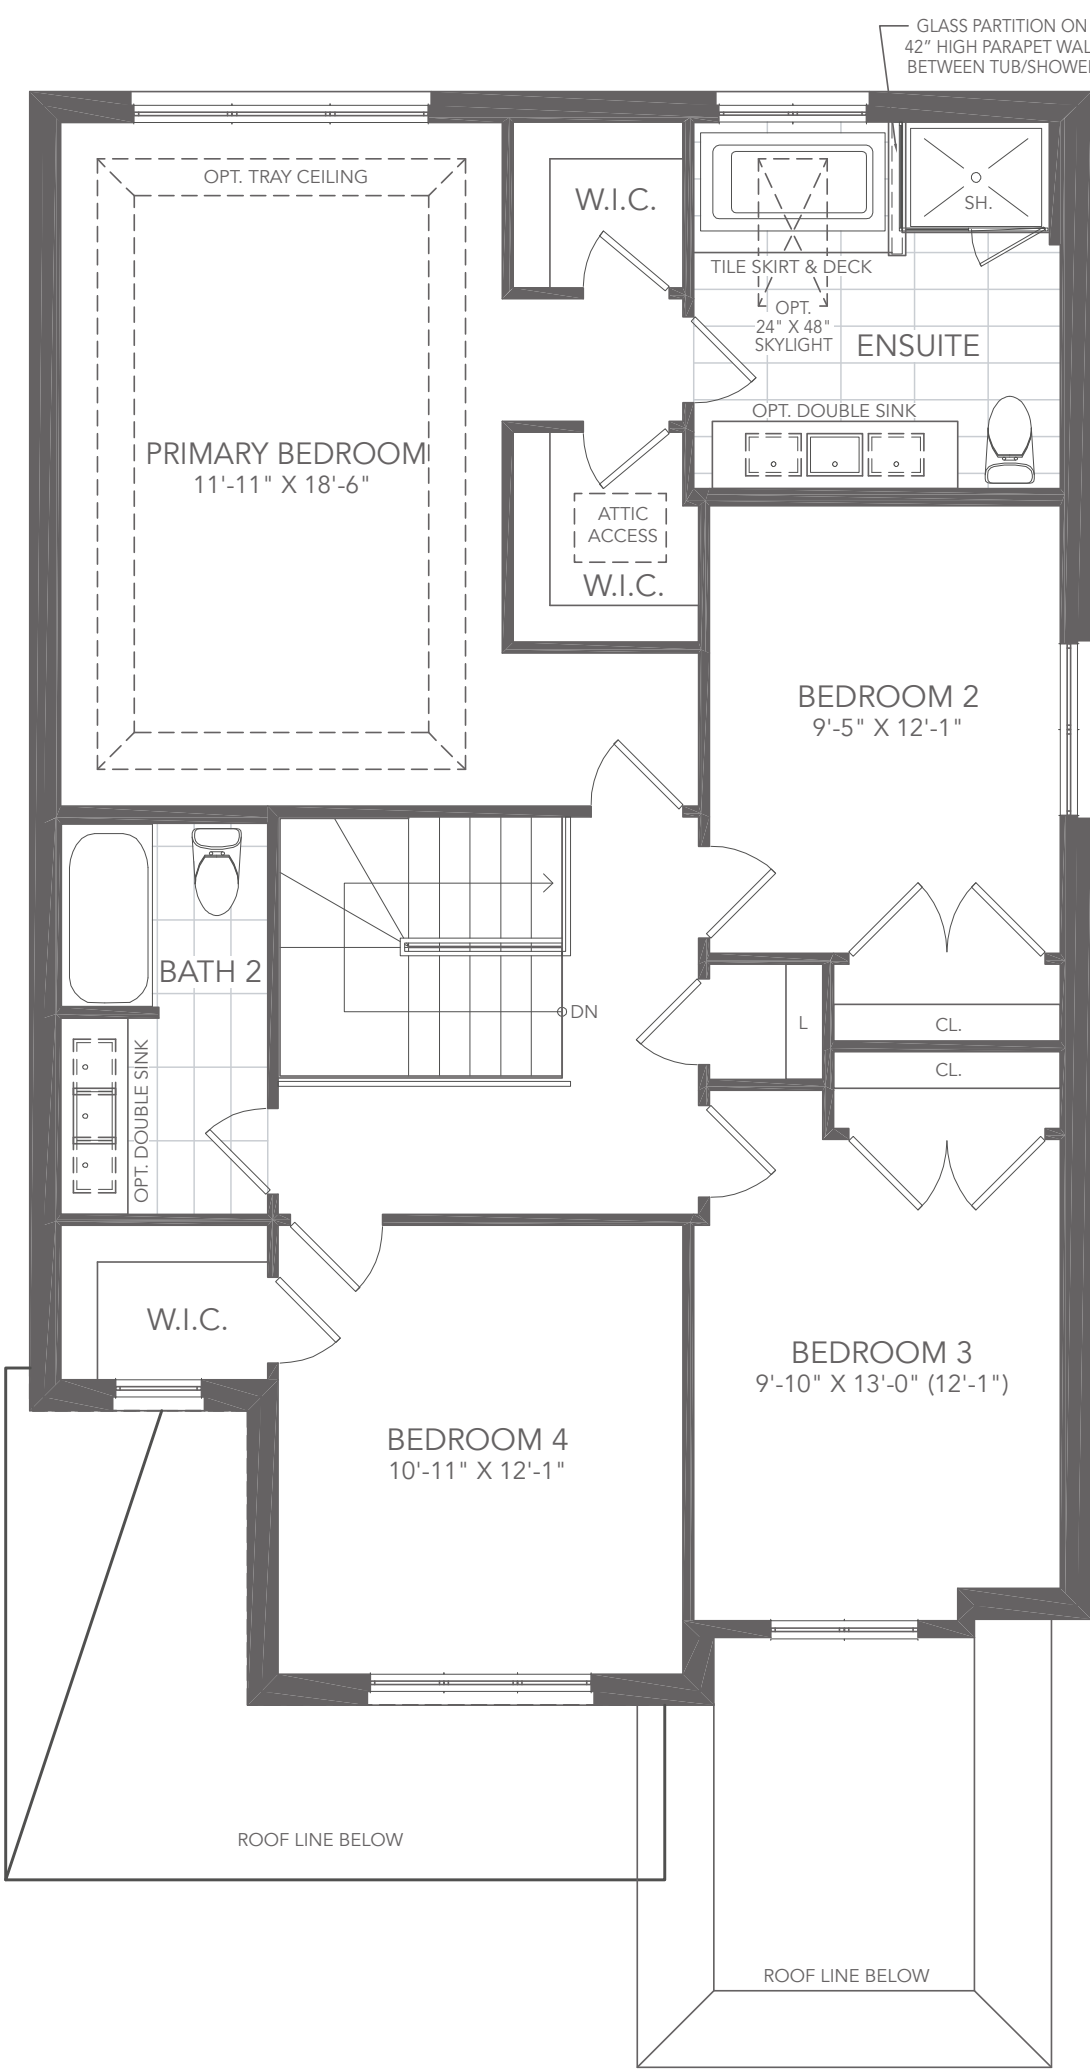 GLASS PARTITION ON
42" HIGH PARAPET WAL
BETWEEN TUB/SHOWER
OPT. TRAY CEILING
W.I.C.
SH.
TILE SKIRT & DECK
OPT.
24" X 48"
SKYLIGHT
ENSUITE
OPT. DOUBLE SINK
PRIMARY BEDROOM
11'-11" X 18'-6"
ATTIC
ACCESS
W.I.C.
BEDROOM 2
9'-5" X 12'-1"
BATH 2
DN
L
CL.
CL.
OPT. DOUBLE SINK
W.I.C.
BEDROOM 3
9'-10" X 13'-0" (12'-1")
BEDROOM 4
10'-11" X 12'-1"
ROOF LINE BELOW
ROOF LINE BELOW